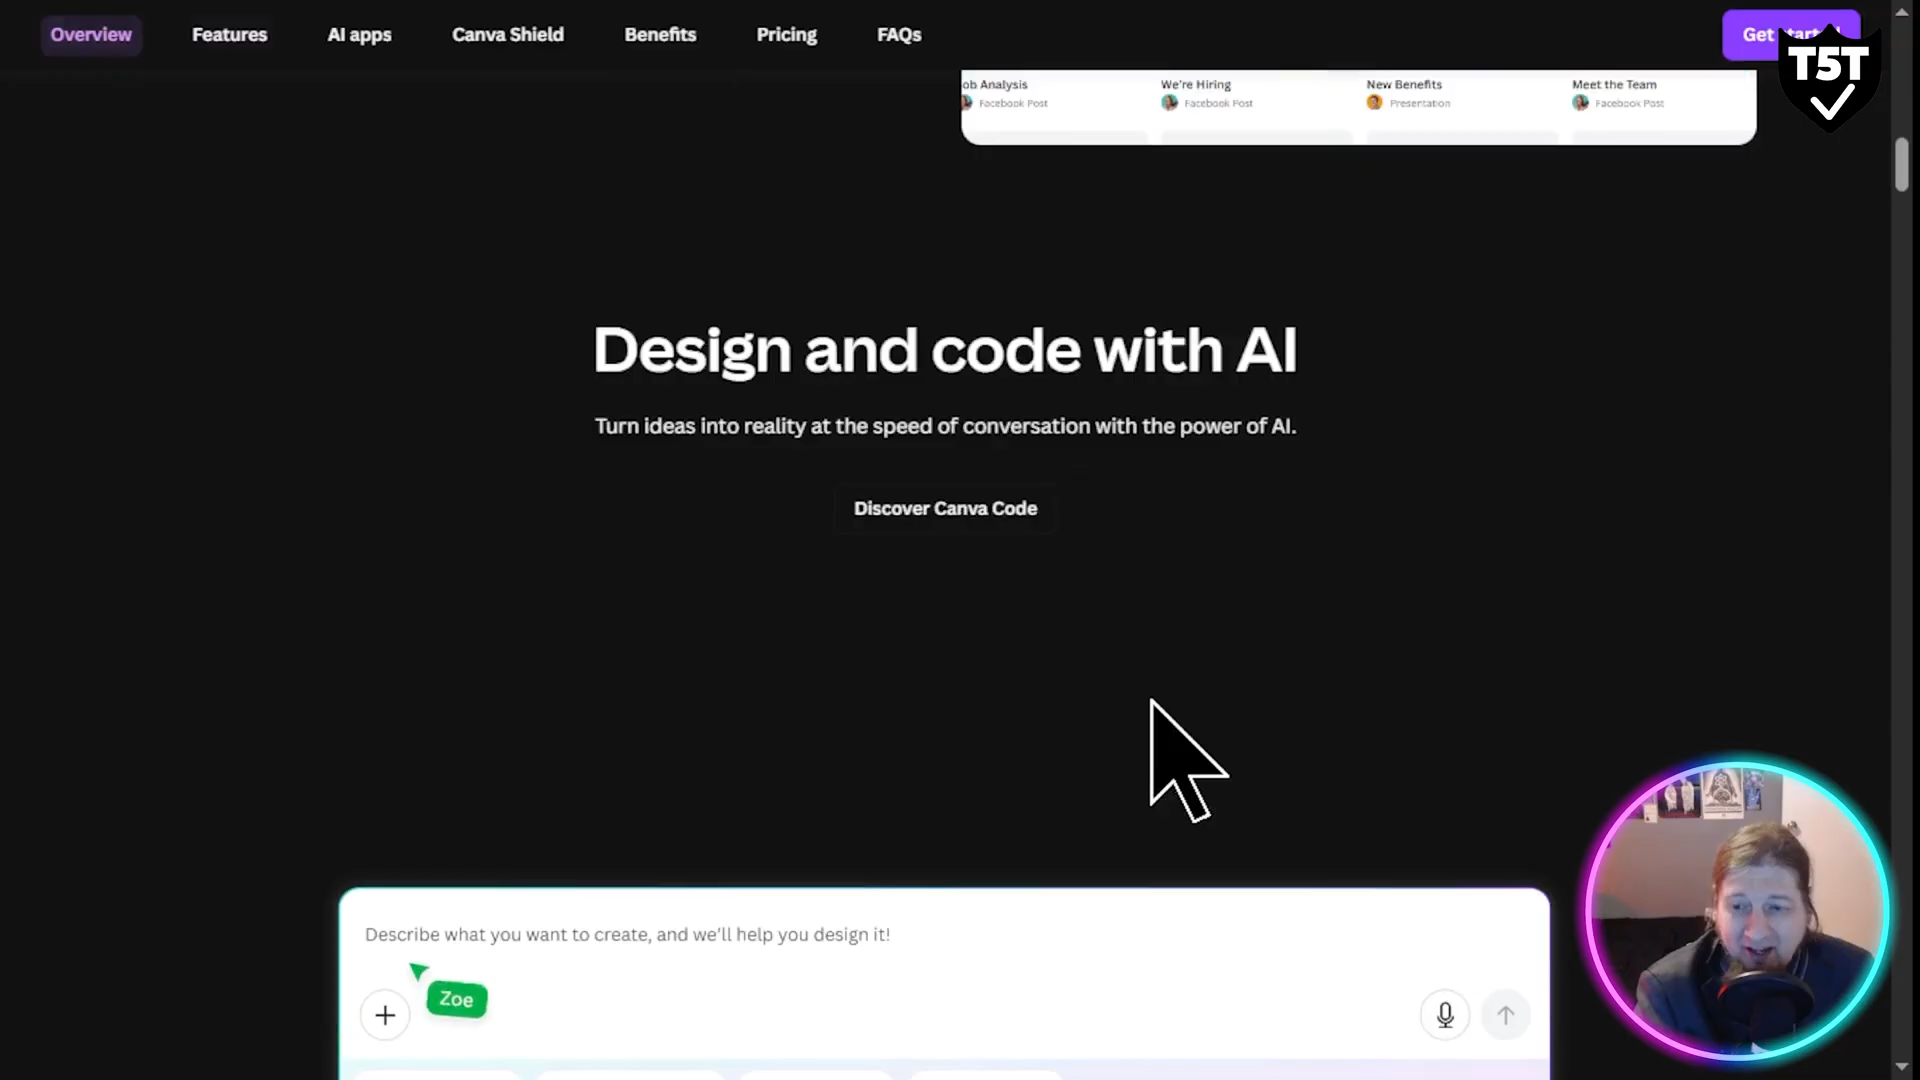 Overview Features AI apps Canva Shield Benefits Pricing FAQs Get
T5T
ob Analysis We're Hiring New Benefits Meet the Team
Facebook Post Facebook Post Presentation Facebook Post
Design and code with AI
Turn ideas into reality at the speed of conversation with the power of AI.
Discover Canva Code
Describe what you want to create, and we'll help you design it!
Zoe